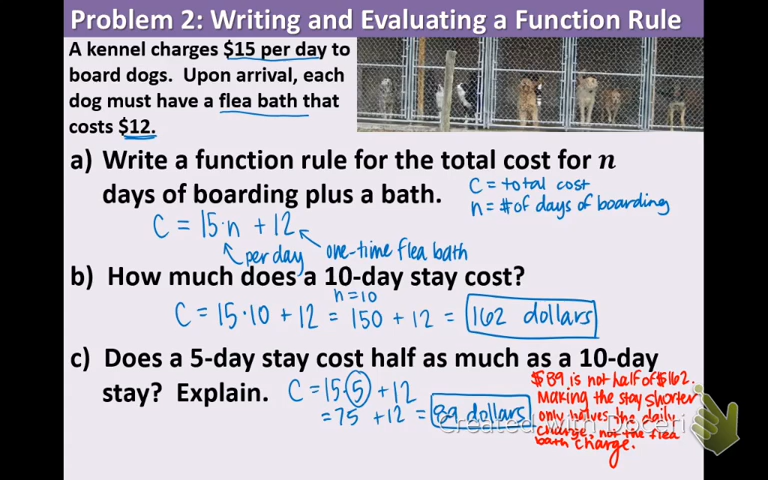 Problem 2: Writing and Evaluating a Function Rule
A kennel charges $15 per day to
board dogs. Upon arrival, each
dog must have a flea bath that
costs $12.
a) Write a function rule for the total cost for n
days of boarding plus a bath.
C = total cost
n = # of days of boarding
C = 15·n + 12
per day
one-time flea bath
b) How much does a 10-day stay cost?
n=10
C = 15·10 + 12 = 150 + 12 = 162 dollars
c) Does a 5-day stay cost half as much as a 10-day
stay? Explain.
C = 15·5 + 12
= 75 + 12 = 89 dollars
$89 is not half of $162.
Making the stay shorter
only halves the daily
charge, not the flea
bath charge.
Created with Doceri